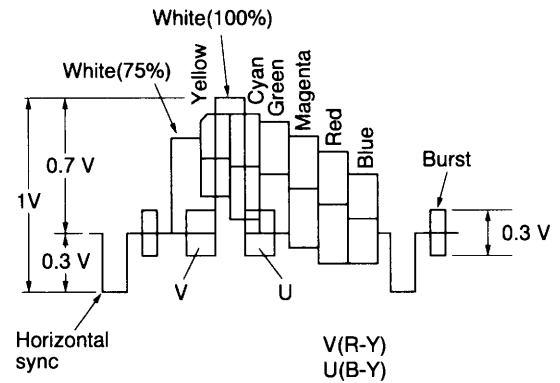 White(100%)
White(75%)
Yellow
Cyan
Green
Magenta
Red
Blue
Burst
0.7 V
1V
0.3 V
0.3 V
V
U
Horizontal
sync
V(R-Y)
U(B-Y)